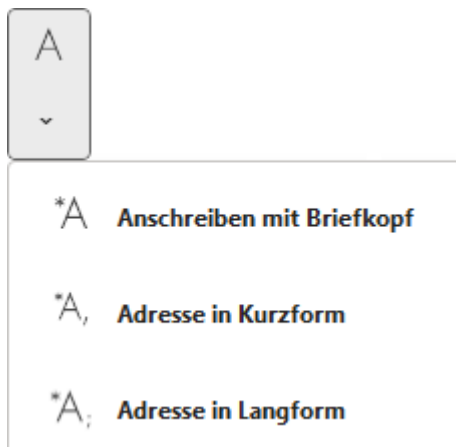 A
*A Anschreiben mit Briefkopf
*A, Adresse in Kurzform
*A; Adresse in Langform